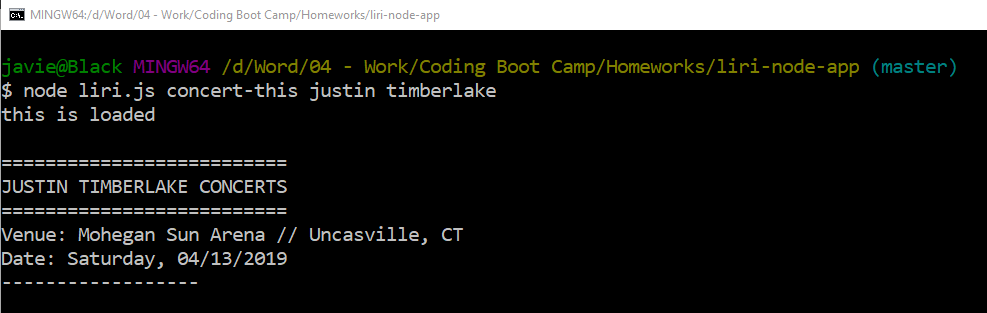 MINGW64:/d/Word/04 - Work/Coding Boot Camp/Homeworks/liri-node-app
javie@Black MINGW64 /d/Word/04 - Work/Coding Boot Camp/Homeworks/liri-node-app (master)
$ node liri.js concert-this justin timberlake
this is loaded
==========================
JUSTIN TIMBERLAKE CONCERTS
==========================
Venue: Mohegan Sun Arena // Uncasville, CT
Date: Saturday, 04/13/2019
------------------